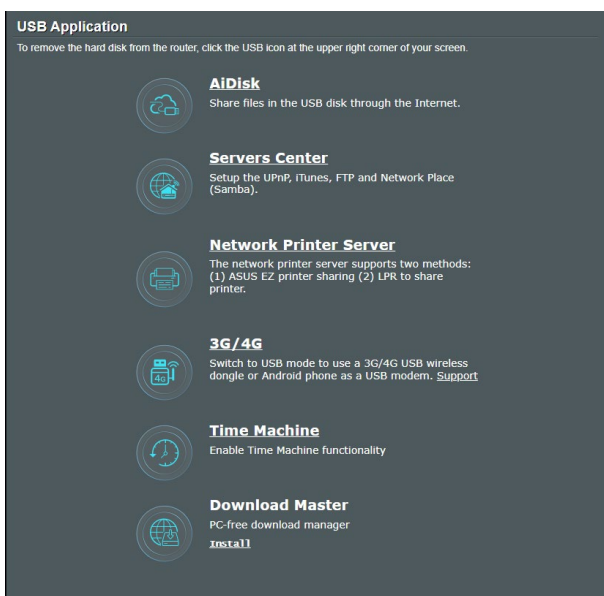 USB Application
To remove the hard disk from the router, click the USB icon at the upper right corner of your screen.
AiDisk
Share files in the USB disk through the Internet.
Servers Center
Setup the UPnP, iTunes, FTP and Network Place
(Samba).
Network Printer Server
The network printer server supports two methods:
(1) ASUS EZ printer sharing (2) LPR to share
printer.
3G/4G
Switch to USB mode to use a 3G/4G USB wireless
dongle or Android phone as a USB modem. Support
4G
Time Machine
Enable Time Machine functionality
Download Master
PC-free download manager
Install